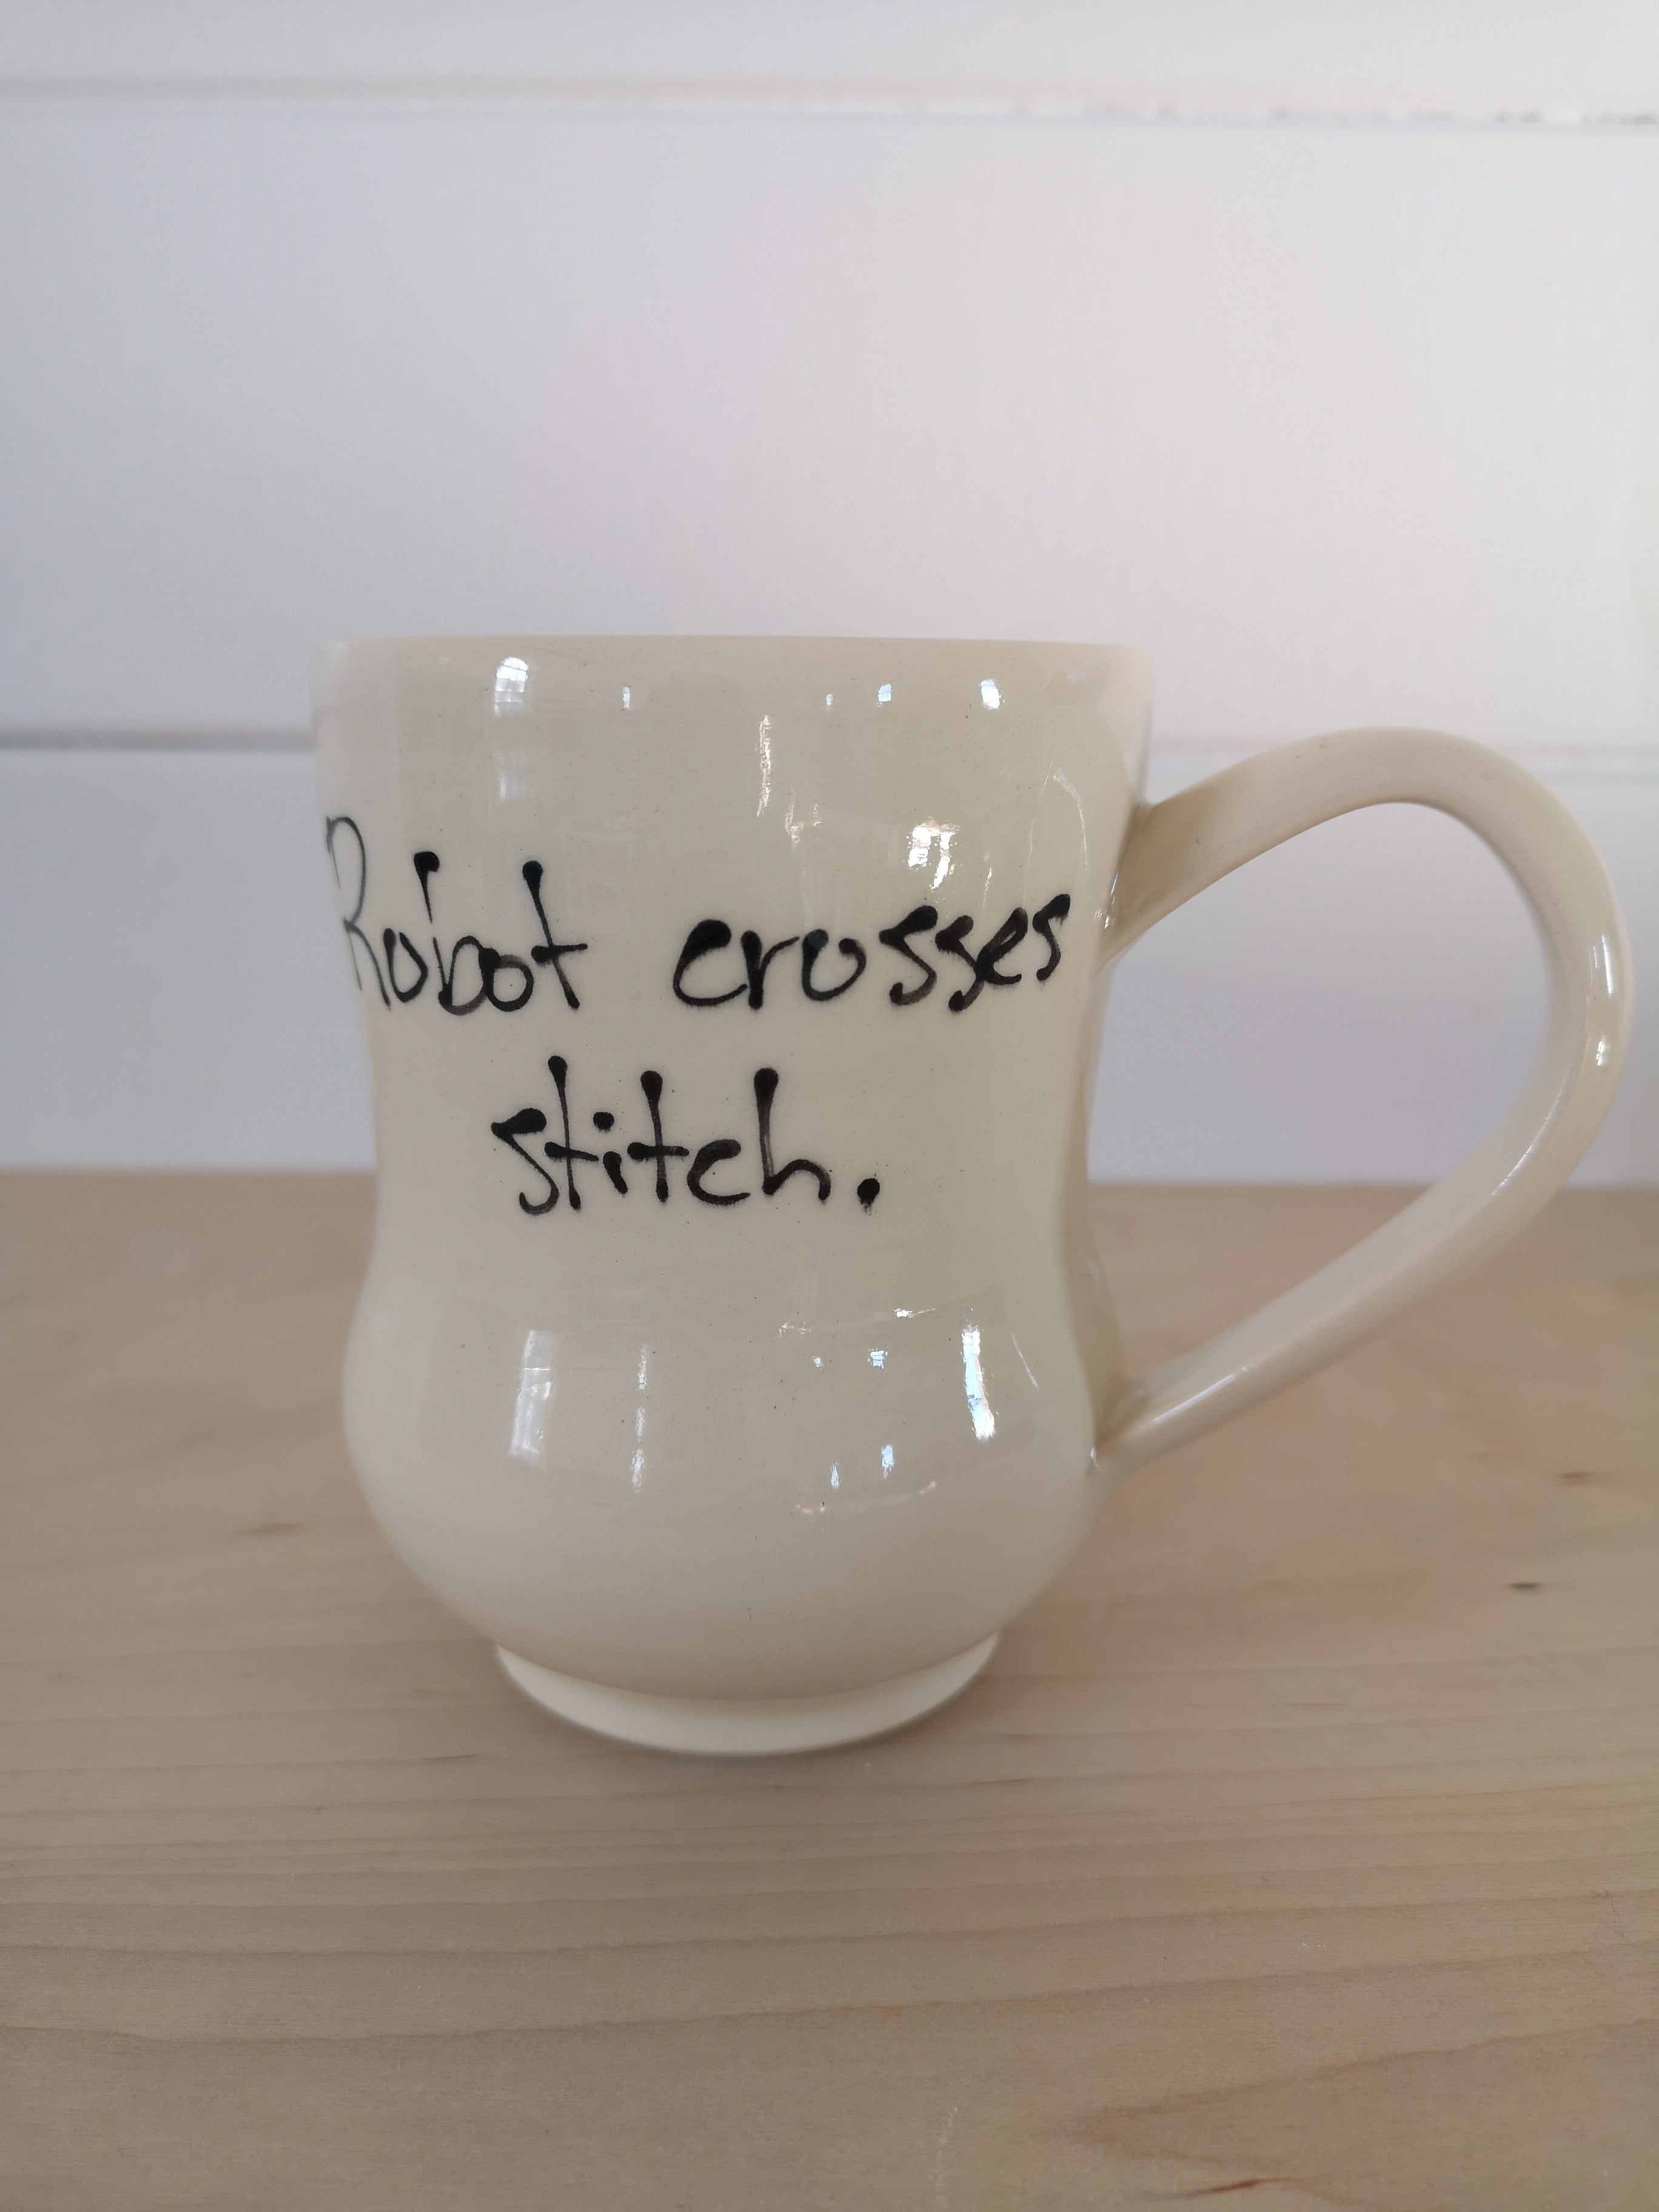 Robot crosses
stitch.